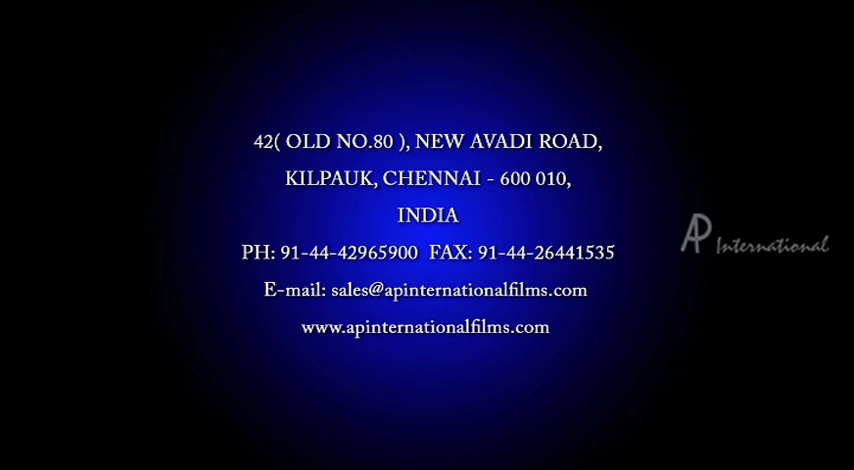 42( OLD NO.80 ), NEW AVADI ROAD,
KILPAUK, CHENNAI - 600 010,
INDIA
PH: 91-44-42965900 FAX: 91-44-26441535
E-mail: sales@apinternationalfilms.com
www.apinternationalfilms.com
AP International